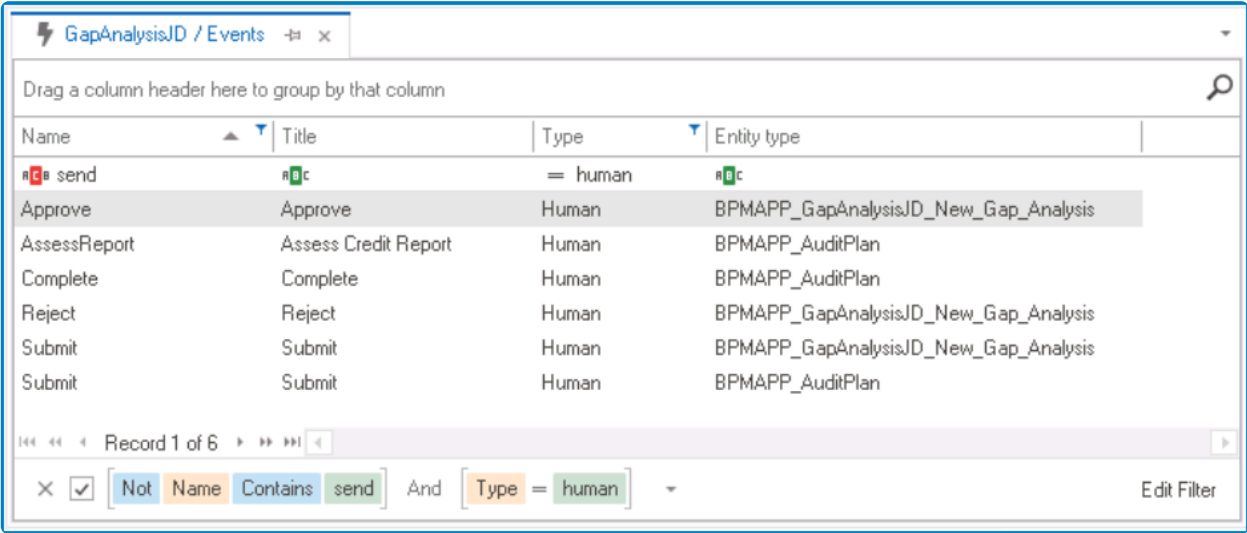 GapAnalysisJD / Events
Drag a column header here to group by that column
Name Title Type Entity type
ACB send ABC = human ABC
Approve Approve Human BPMAPP_GapAnalysisJD_New_Gap_Analysis
AssessReport Assess Credit Report Human BPMAPP_AuditPlan
Complete Complete Human BPMAPP_AuditPlan
Reject Reject Human BPMAPP_GapAnalysisJD_New_Gap_Analysis
Submit Submit Human BPMAPP_GapAnalysisJD_New_Gap_Analysis
Submit Submit Human BPMAPP_AuditPlan
Record 1 of 6
Not Name Contains send And Type = human Edit Filter